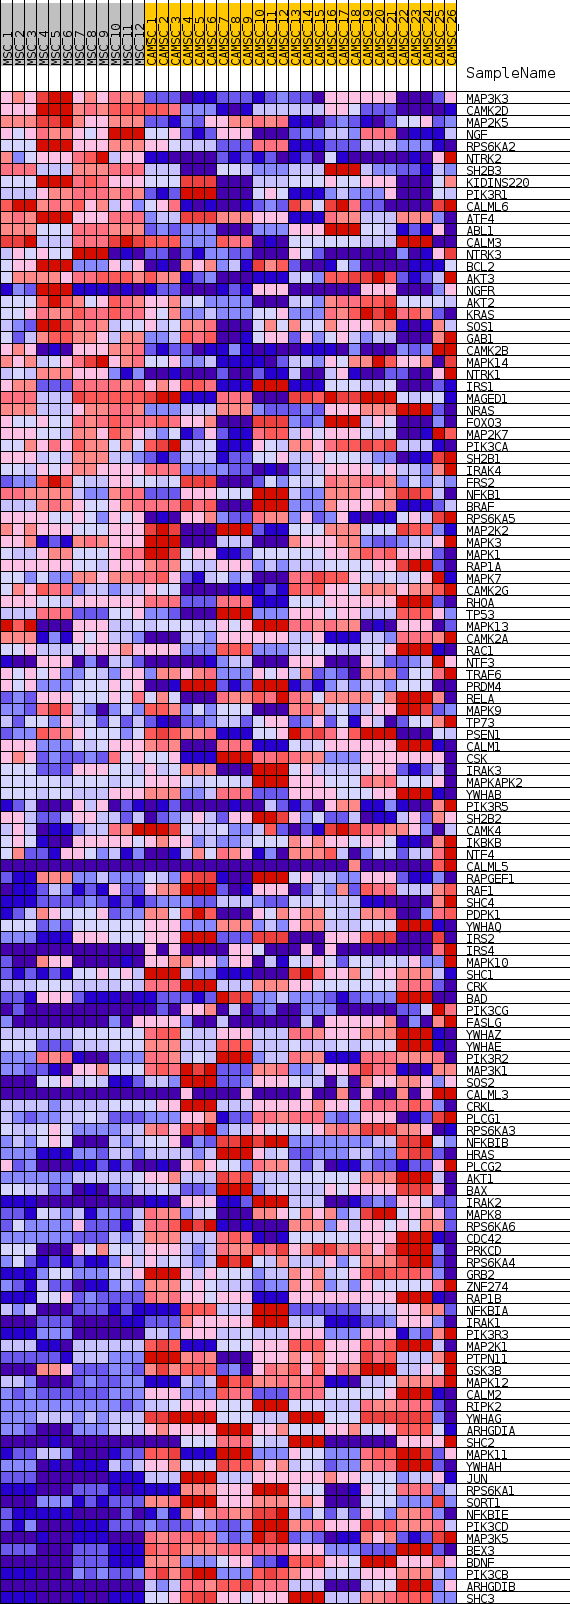 MSC_1
MSC_2
MSC_3
MSC_4
MSC_5
MSC_6
MSC_7
MSC_8
MSC_9
MSC_10
MSC_11
MSC_12
CAMSC_1
CAMSC_2
CAMSC_3
CAMSC_4
CAMSC_5
CAMSC_6
CAMSC_7
CAMSC_8
CAMSC_9
CAMSC_10
CAMSC_11
CAMSC_12
CAMSC_13
CAMSC_14
CAMSC_15
CAMSC_16
CAMSC_17
CAMSC_18
CAMSC_19
CAMSC_20
CAMSC_21
CAMSC_22
CAMSC_23
CAMSC_24
CAMSC_25
CAMSC_26
SampleName
MAP3K3
CAMK2D
MAP2K5
NGF
RPS6KA2
NTRK2
SH2B3
KIDINS220
PIK3R1
CALML6
ATF4
ABL1
CALM3
NTRK3
BCL2
AKT3
NGFR
AKT2
KRAS
SOS1
GAB1
CAMK2B
MAPK14
NTRK1
IRS1
MAGED1
NRAS
FOXO3
MAP2K7
PIK3CA
SH2B1
IRAK4
FRS2
NFKB1
BRAF
RPS6KA5
MAP2K2
MAPK3
MAPK1
RAP1A
MAPK7
CAMK2G
RHOA
TP53
MAPK13
CAMK2A
RAC1
NTF3
TRAF6
PRDM4
RELA
MAPK9
TP73
PSEN1
CALM1
CSK
IRAK3
MAPKAPK2
YWHAB
PIK3R5
SH2B2
CAMK4
IKBKB
NTF4
CALML5
RAPGEF1
RAF1
SHC4
PDPK1
YWHAQ
IRS2
IRS4
MAPK10
SHC1
CRK
BAD
PIK3CG
FASLG
YWHAZ
YWHAE
PIK3R2
MAP3K1
SOS2
CALML3
CRKL
PLCG1
RPS6KA3
NFKBIB
HRAS
PLCG2
AKT1
BAX
IRAK2
MAPK8
RPS6KA6
CDC42
PRKCD
RPS6KA4
GRB2
ZNF274
RAP1B
NFKBIA
IRAK1
PIK3R3
MAP2K1
PTPN11
GSK3B
MAPK12
CALM2
RIPK2
YWHAG
ARHGDIA
SHC2
MAPK11
YWHAH
JUN
RPS6KA1
SORT1
NFKBIE
PIK3CD
MAP3K5
BEX3
BDNF
PIK3CB
ARHGDIB
SHC3